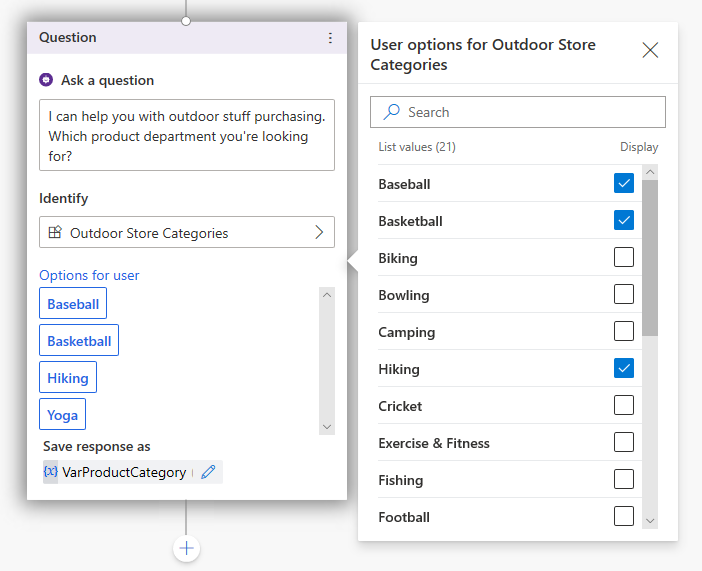 Question
Ask a question
I can help you with outdoor stuff purchasing.
Which product department you're looking
for?
Identify
Outdoor Store Categories
Options for user
Baseball
Basketball
Hiking
Yoga
Save response as
{x} VarProductCategory
User options for Outdoor Store
Categories
Search
List values (21) Display
Baseball
Basketball
Biking
Bowling
Camping
Hiking
Cricket
Exercise & Fitness
Fishing
Football